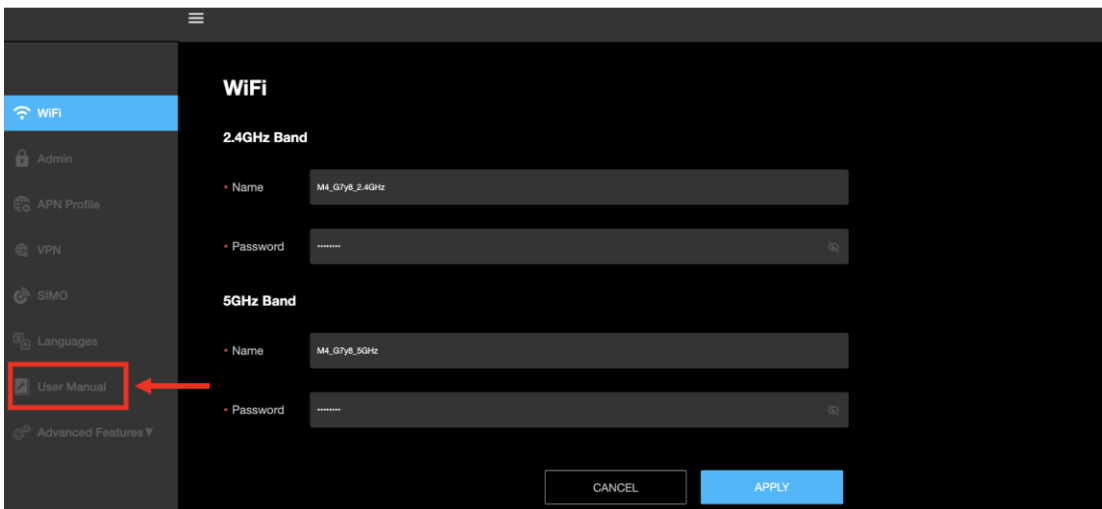 WiFi
Admin
APN Profile
VPN
SIMO
Languages
User Manual
Advanced Features▼
WiFi
2.4GHz Band
• Name
M4_G7y8_2.4GHz
• Password
••••••••
5GHz Band
• Name
M4_G7y8_5GHz
• Password
••••••••
CANCEL
APPLY